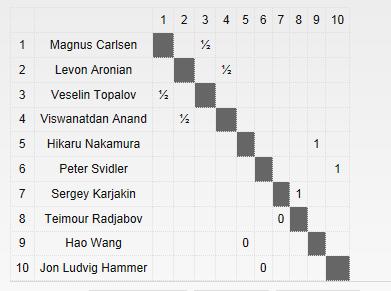 1 2 3 4 5 6 7 8 9 10
1 Magnus Carlsen ½
2 Levon Aronian ½
3 Veselin Topalov ½
4 Viswanatdan Anand ½
5 Hikaru Nakamura 1
6 Peter Svidler 1
7 Sergey Karjakin 1
8 Teimour Radjabov 0
9 Hao Wang 0
10 Jon Ludvig Hammer 0